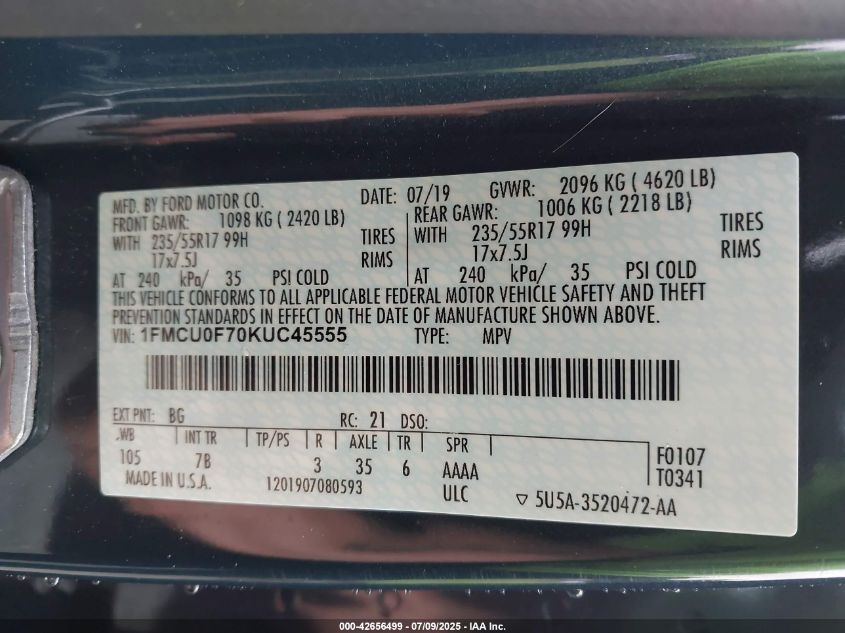 MFD. BY FORD MOTOR CO. DATE: 07/19 GVWR: 2096 KG ( 4620 LB)
FRONT GAWR: 1098 KG ( 2420 LB) REAR GAWR: 1006 KG ( 2218 LB)
WITH 235/55R17 99H TIRES WITH 235/55R17 99H TIRES
17x7.5J RIMS 17x7.5J RIMS
AT 240 kPa/ 35 PSI COLD AT 240 kPa/ 35 PSI COLD
THIS VEHICLE CONFORMS TO ALL APPLICABLE FEDERAL MOTOR VEHICLE SAFETY AND THEFT
PREVENTION STANDARDS IN EFFECT ON THE DATE OF MANUFACTURE SHOWN ABOVE.
VIN: 1FMCU0F70KUC45555 TYPE: MPV
EXT PNT: BG RC: 21 DSO:
WB INT TR TP/PS R AXLE TR SPR F0107
105 7B 3 35 6 AAAA T0341
MADE IN U.S.A. 1201907080593 ULC ▽ 5U5A-3520472-AA
000-42656499 - 07/09/2025 - IAA Inc.